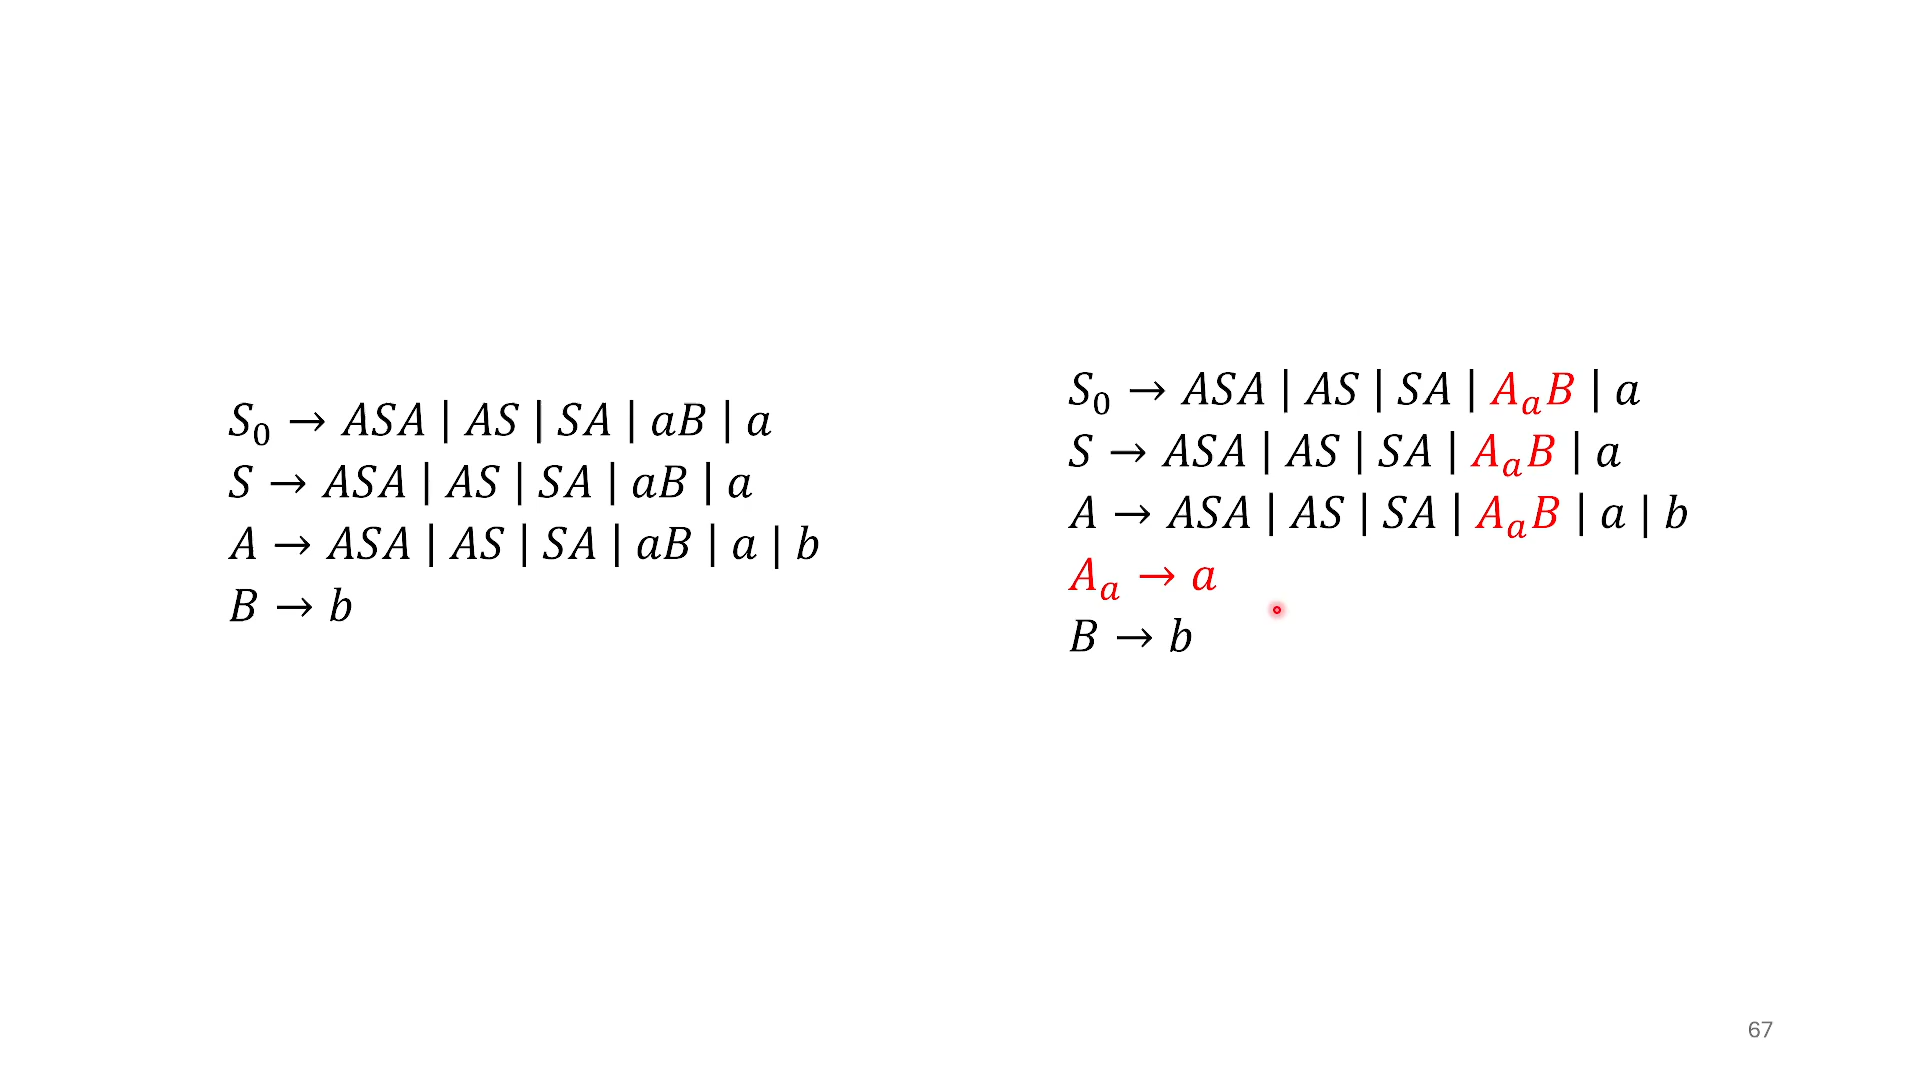 S₀ → ASA | AS | SA | aB | a
S → ASA | AS | SA | aB | a
A → ASA | AS | SA | aB | a | b
B → b
S₀ → ASA | AS | SA | AₐB | a
S → ASA | AS | SA | AₐB | a
A → ASA | AS | SA | AₐB | a | b
Aₐ → a
B → b
67